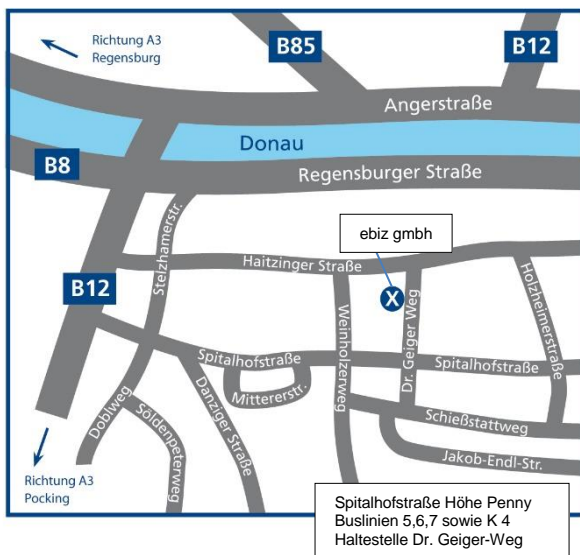 Richtung A3
Regensburg
B85
B12
Angerstraße
Donau
B8
Regensburger Straße
Stelzhamerstr.
ebiz gmbh
Haitzinger Straße
B12
X
Weinholzerweg
Dr. Geiger Weg
Holzheimerstraße
Spitalhofstraße
Spitalhofstraße
Mittererstr.
Danziger Straße
Doblweg
Söldenpeterweg
Schießstattweg
Jakob-Endl-Str.
Richtung A3
Pocking
Spitalhofstraße Höhe Penny
Buslinien 5,6,7 sowie K 4
Haltestelle Dr. Geiger-Weg